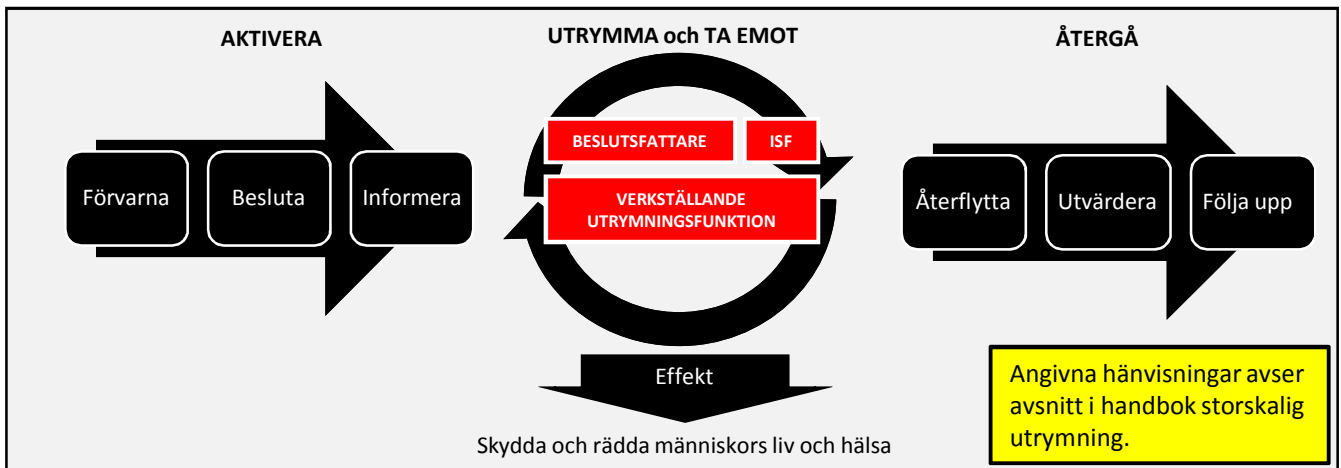 AKTIVERA
UTRYMMA och TA EMOT
ÅTERGÅ
BESLUTSFATTARE
ISF
Förvarna
Besluta
Informera
VERKSTÄLLANDE
UTRYMNINGSFUNKTION
Återflytta
Utvärdera
Följa upp
Effekt
Skydda och rädda människors liv och hälsa
Angivna hänvisningar avser
avsnitt i handbok storskalig
utrymning.